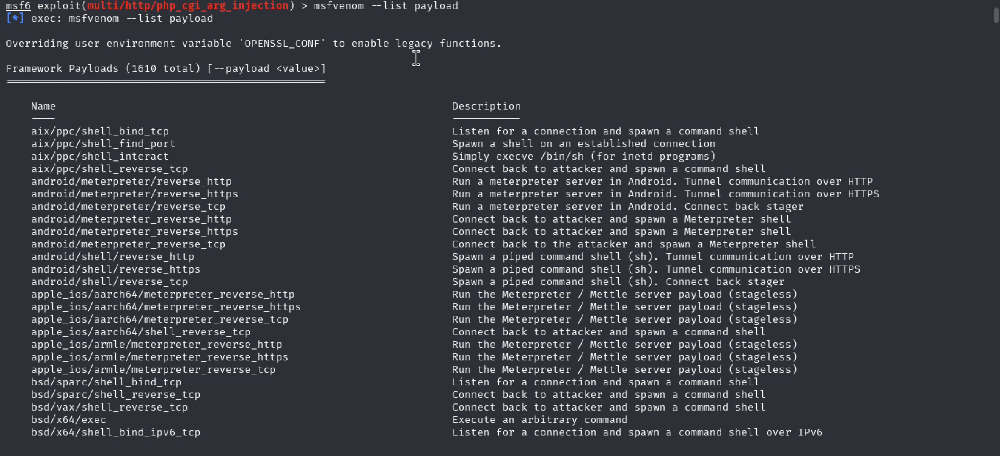 msf6 exploit(multi/http/php_cgi_arg_injection) > msfvenom --list payload
[*] exec: msfvenom --list payload
Overriding user environment variable 'OPENSSL_CONF' to enable legacy functions.
Framework Payloads (1610 total) [--payload <value>]
Name Description
aix/ppc/shell_bind_tcp Listen for a connection and spawn a command shell
aix/ppc/shell_find_port Spawn a shell on an established connection
aix/ppc/shell_interact Simply execve /bin/sh (for inetd programs)
aix/ppc/shell_reverse_tcp Connect back to attacker and spawn a command shell
android/meterpreter/reverse_http Run a meterpreter server in Android. Tunnel communication over HTTP
android/meterpreter/reverse_https Run a meterpreter server in Android. Tunnel communication over HTTPS
android/meterpreter/reverse_tcp Run a meterpreter server in Android. Connect back stager
android/meterpreter_reverse_http Connect back to attacker and spawn a Meterpreter shell
android/meterpreter_reverse_https Connect back to attacker and spawn a Meterpreter shell
android/meterpreter_reverse_tcp Connect back to the attacker and spawn a Meterpreter shell
android/shell/reverse_http Spawn a piped command shell (sh). Tunnel communication over HTTP
android/shell/reverse_https Spawn a piped command shell (sh). Tunnel communication over HTTPS
android/shell/reverse_tcp Spawn a piped command shell (sh). Connect back stager
apple_ios/aarch64/meterpreter_reverse_http Run the Meterpreter / Mettle server payload (stageless)
apple_ios/aarch64/meterpreter_reverse_https Run the Meterpreter / Mettle server payload (stageless)
apple_ios/aarch64/meterpreter_reverse_tcp Run the Meterpreter / Mettle server payload (stageless)
apple_ios/aarch64/shell_reverse_tcp Connect back to attacker and spawn a command shell
apple_ios/armle/meterpreter_reverse_http Run the Meterpreter / Mettle server payload (stageless)
apple_ios/armle/meterpreter_reverse_https Run the Meterpreter / Mettle server payload (stageless)
apple_ios/armle/meterpreter_reverse_tcp Run the Meterpreter / Mettle server payload (stageless)
bsd/sparc/shell_bind_tcp Listen for a connection and spawn a command shell
bsd/sparc/shell_reverse_tcp Connect back to attacker and spawn a command shell
bsd/vax/shell_reverse_tcp Connect back to attacker and spawn a command shell
bsd/x64/exec Execute an arbitrary command
bsd/x64/shell_bind_ipv6_tcp Listen for a connection and spawn a command shell over IPv6